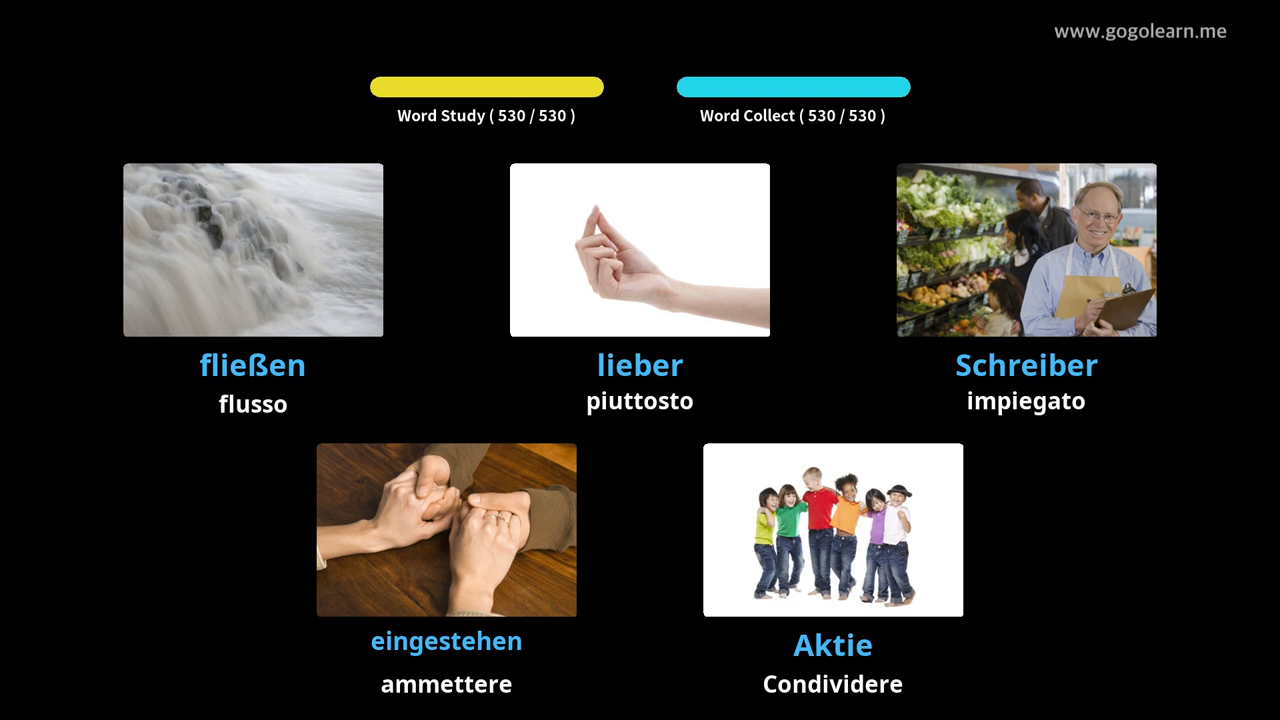 www.gogolearn.me
Word Study ( 530 / 530 )
Word Collect ( 530 / 530 )
fließen
flusso
lieber
piuttosto
Schreiber
impiegato
eingestehen
ammettere
Aktie
Condividere